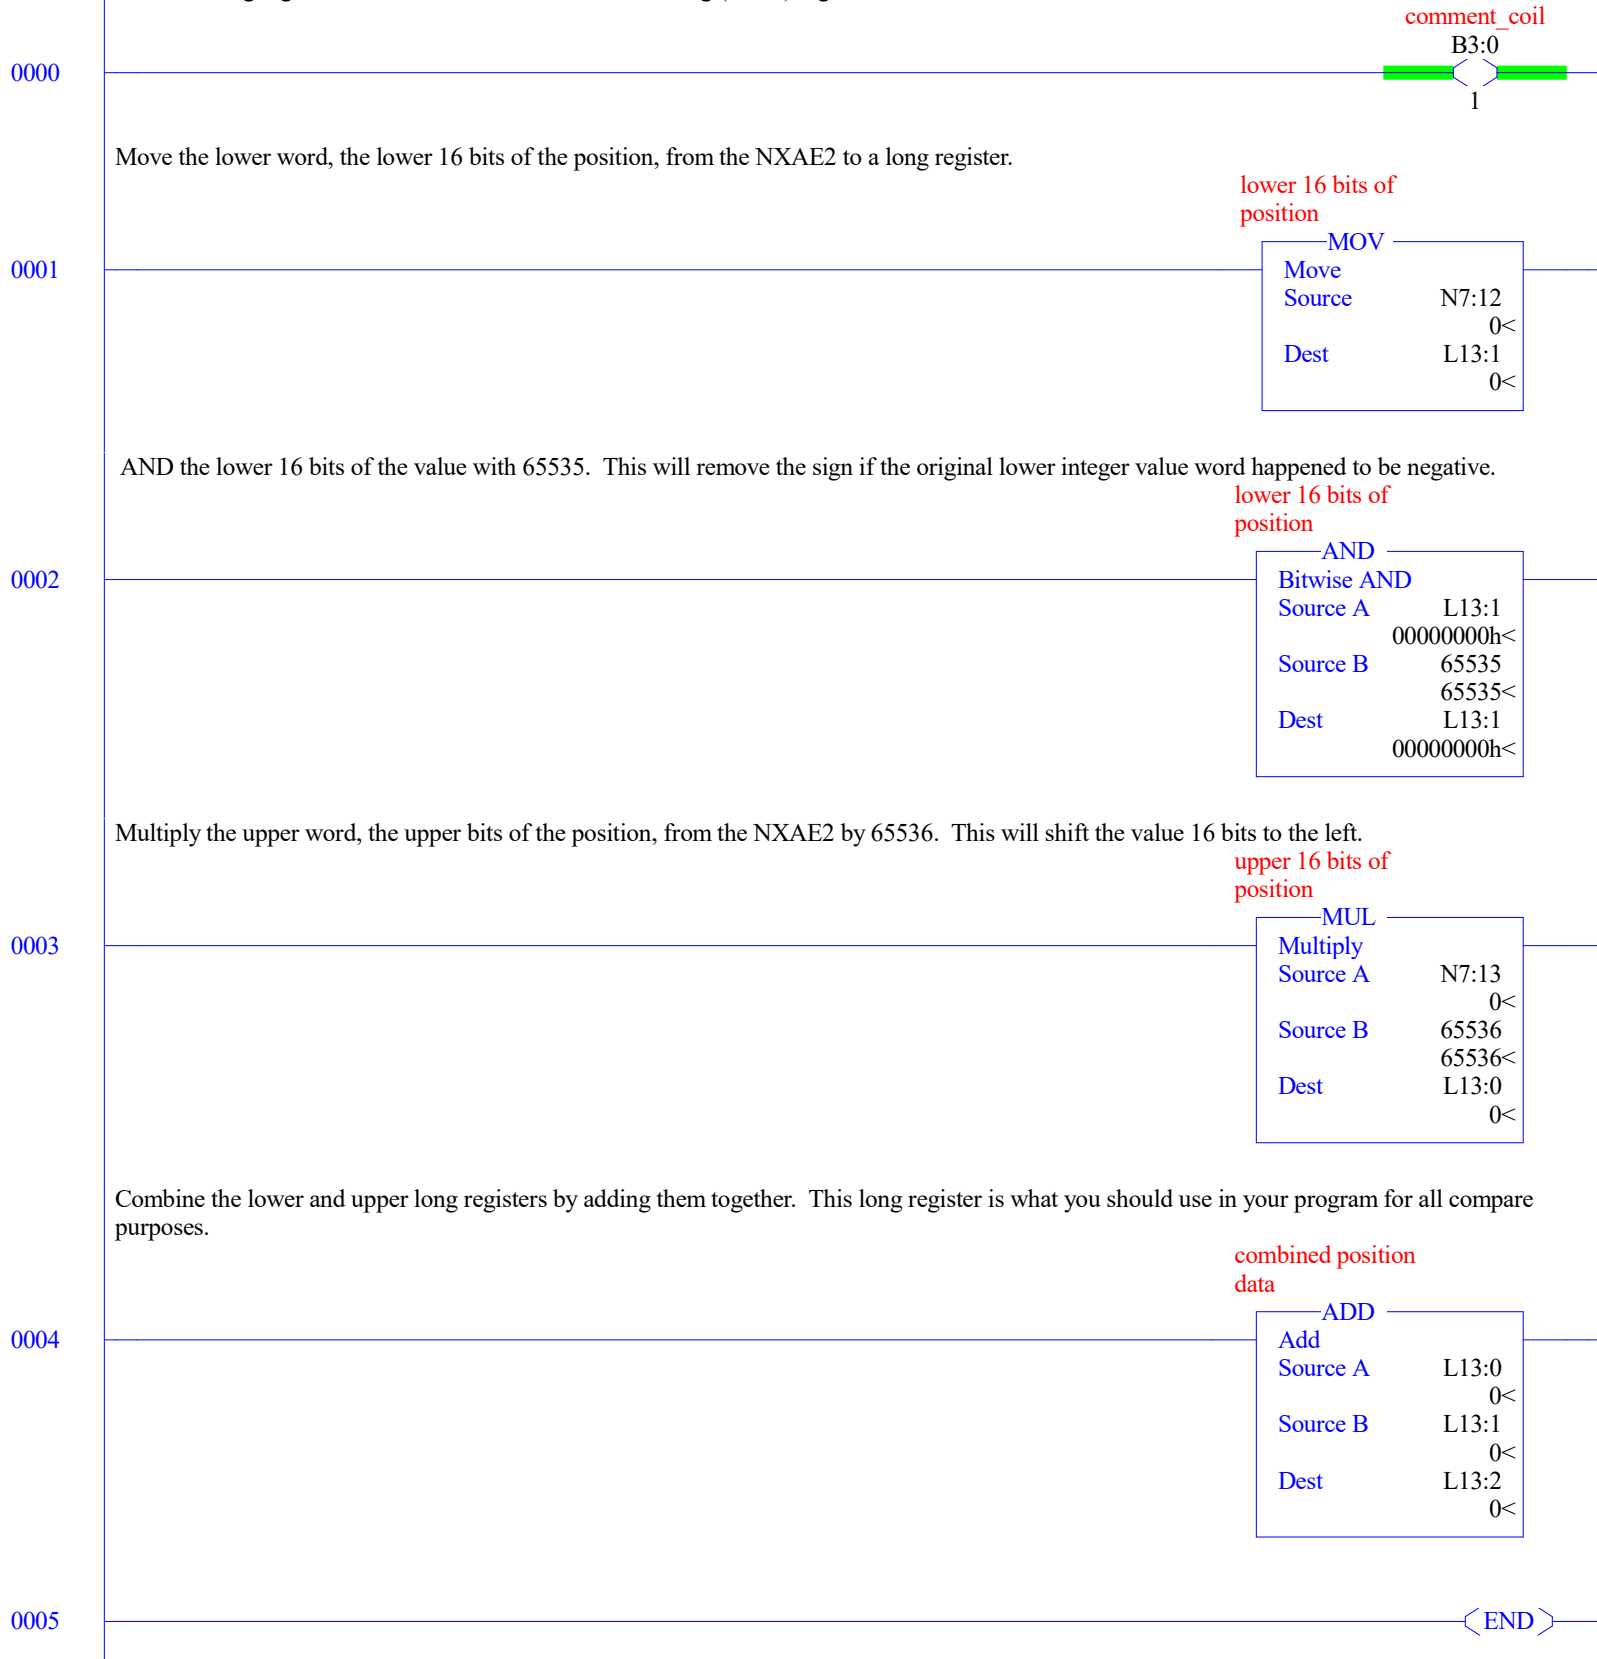 comment_coil
B3:0
0000
1
Move the lower word, the lower 16 bits of the position, from the NXAE2 to a long register.
lower 16 bits of
position
MOV
0001
Move
Source N7:12
0<
Dest L13:1
0<
AND the lower 16 bits of the value with 65535.  This will remove the sign if the original lower integer value word happened to be negative.
lower 16 bits of
position
AND
0002
Bitwise AND
Source A L13:1
00000000h<
Source B 65535
65535<
Dest L13:1
00000000h<
Multiply the upper word, the upper bits of the position, from the NXAE2 by 65536.  This will shift the value 16 bits to the left.
upper 16 bits of
position
MUL
0003
Multiply
Source A N7:13
0<
Source B 65536
65536<
Dest L13:0
0<
Combine the lower and upper long registers by adding them together.  This long register is what you should use in your program for all compare
purposes.
combined position
data
ADD
0004
Add
Source A L13:0
0<
Source B L13:1
0<
Dest L13:2
0<
0005
END